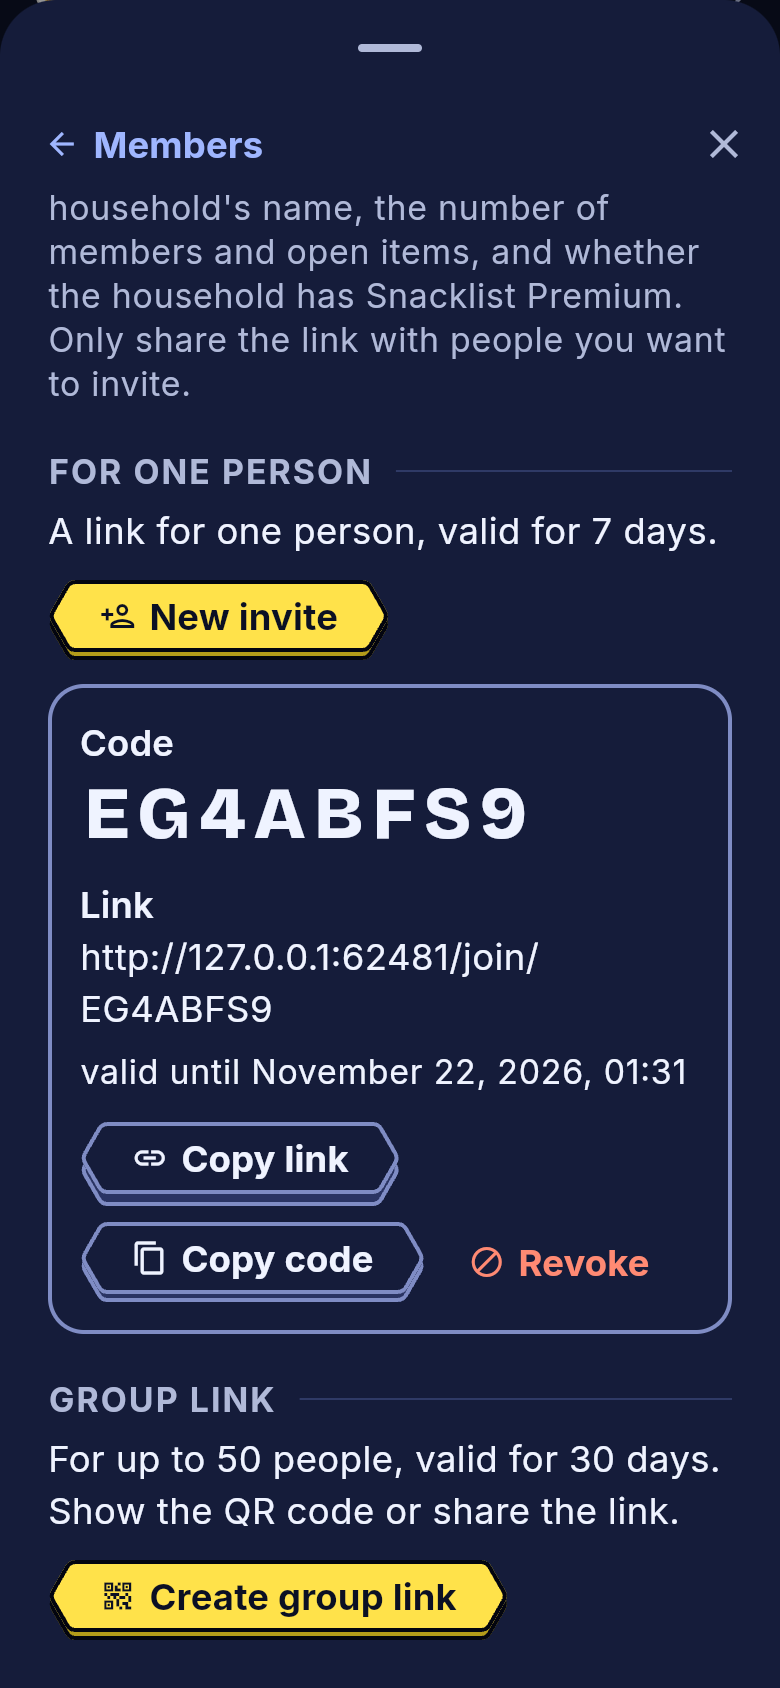 Members
household's name, the number of
members and open items, and whether
the household has Snacklist Premium.
Only share the link with people you want
to invite.
FOR ONE PERSON
A link for one person, valid for 7 days.
New invite
Code
EG4ABFS9
Link
http://127.0.0.1:62481/join/
EG4ABFS9
valid until November 22, 2026, 01:31
Copy link
Copy code
Revoke
GROUP LINK
For up to 50 people, valid for 30 days.
Show the QR code or share the link.
Create group link